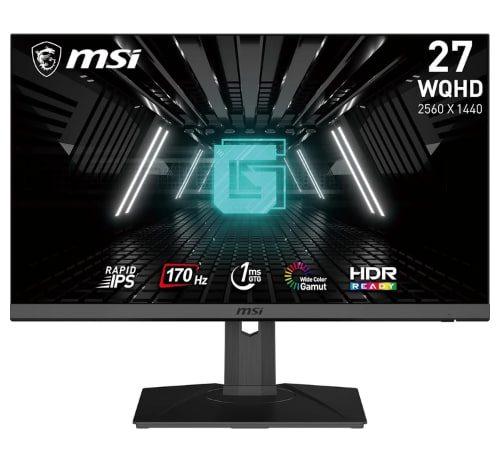 msi
27
WQHD
2560 X 1440
G
RAPID
IPS
170 Hz
1ms
GTG
Wide Color
Gamut
HDR
READY
msi